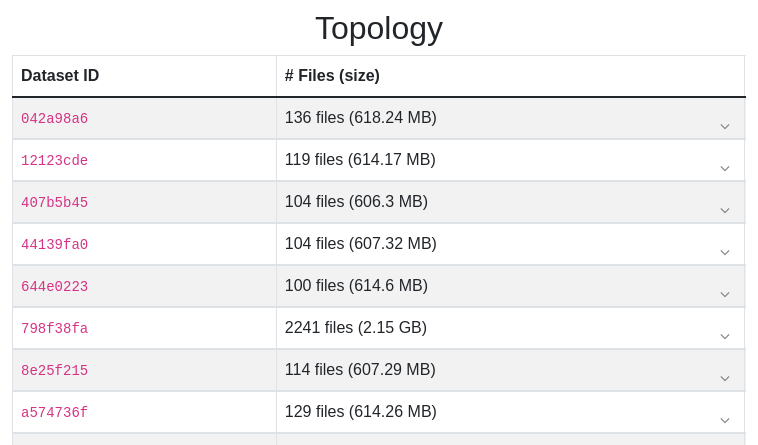 Topology
Dataset ID # Files (size)
042a98a6 136 files (618.24 MB)
12123cde 119 files (614.17 MB)
407b5b45 104 files (606.3 MB)
44139fa0 104 files (607.32 MB)
644e0223 100 files (614.6 MB)
798f38fa 2241 files (2.15 GB)
8e25f215 114 files (607.29 MB)
a574736f 129 files (614.26 MB)